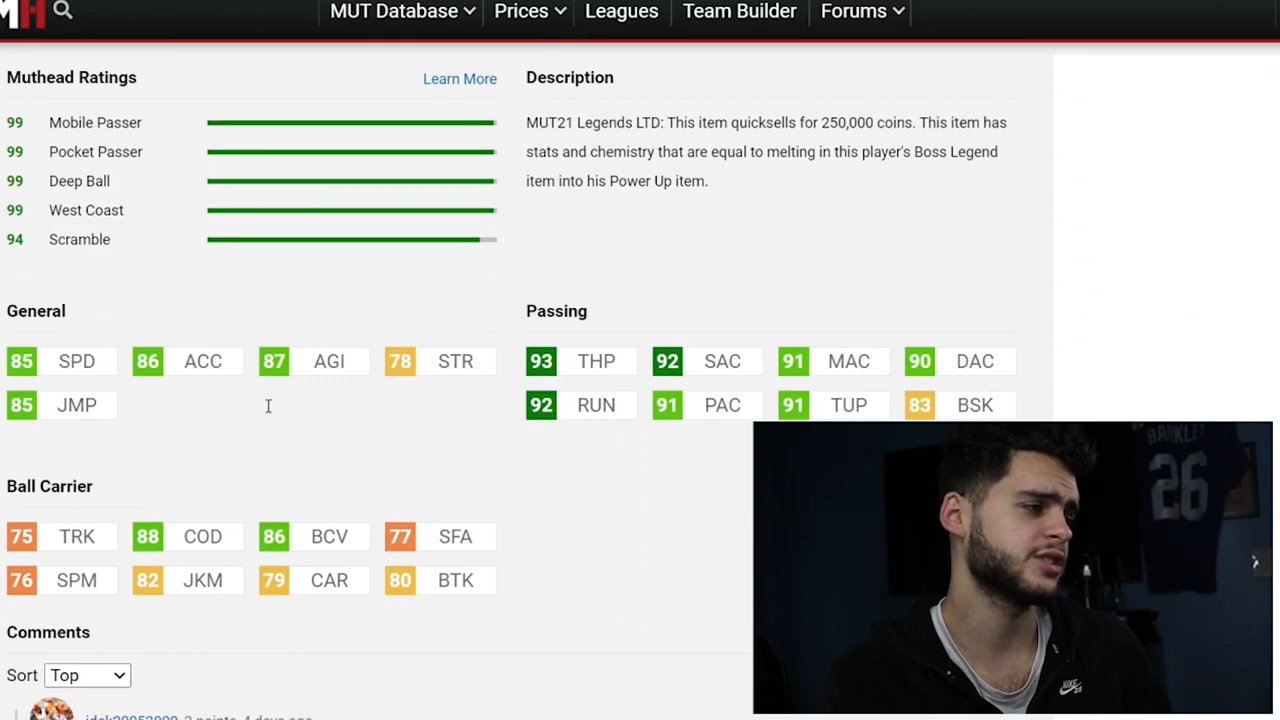 MH MUT Database Prices Leagues Team Builder Forums
Muthead Ratings Learn More
99 Mobile Passer
99 Pocket Passer
99 Deep Ball
99 West Coast
94 Scramble
Description
MUT21 Legends LTD: This item quicksells for 250,000 coins. This item has
stats and chemistry that are equal to melting in this player's Boss Legend
item into his Power Up item.
General
85 SPD 86 ACC 87 AGI 78 STR
85 JMP
Passing
93 THP 92 SAC 91 MAC 90 DAC
92 RUN 91 PAC 91 TUP 83 BSK
Ball Carrier
75 TRK 88 COD 86 BCV 77 SFA
76 SPM 82 JKM 79 CAR 80 BTK
Comments
Sort Top
BARKLE
26
NIKE